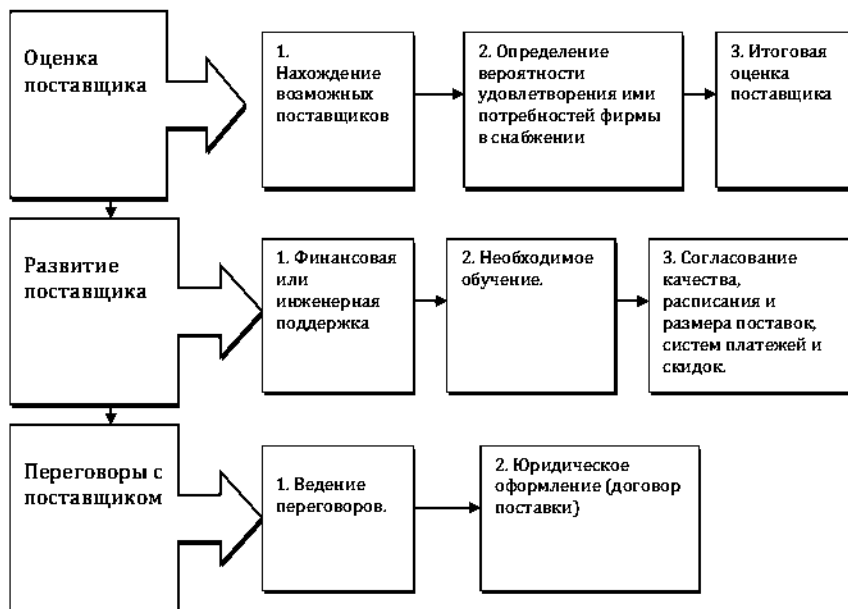 Оценка
поставщика
1.
Нахождение
возможных
поставщиков
2. Определение
вероятности
удовлетворения ими
потребностей фирмы
в снабжении
3. Итоговая
оценка
поставщика
Развитие
поставщика
1. Финансовая
или
инженерная
поддержка
2. Необходимое
обучение.
3. Согласование
качества,
расписания и
размера поставок,
систем платежей и
скидок.
Переговоры с
поставщиком
1. Ведение
переговоров.
2. Юридическое
оформление (договор
поставки}